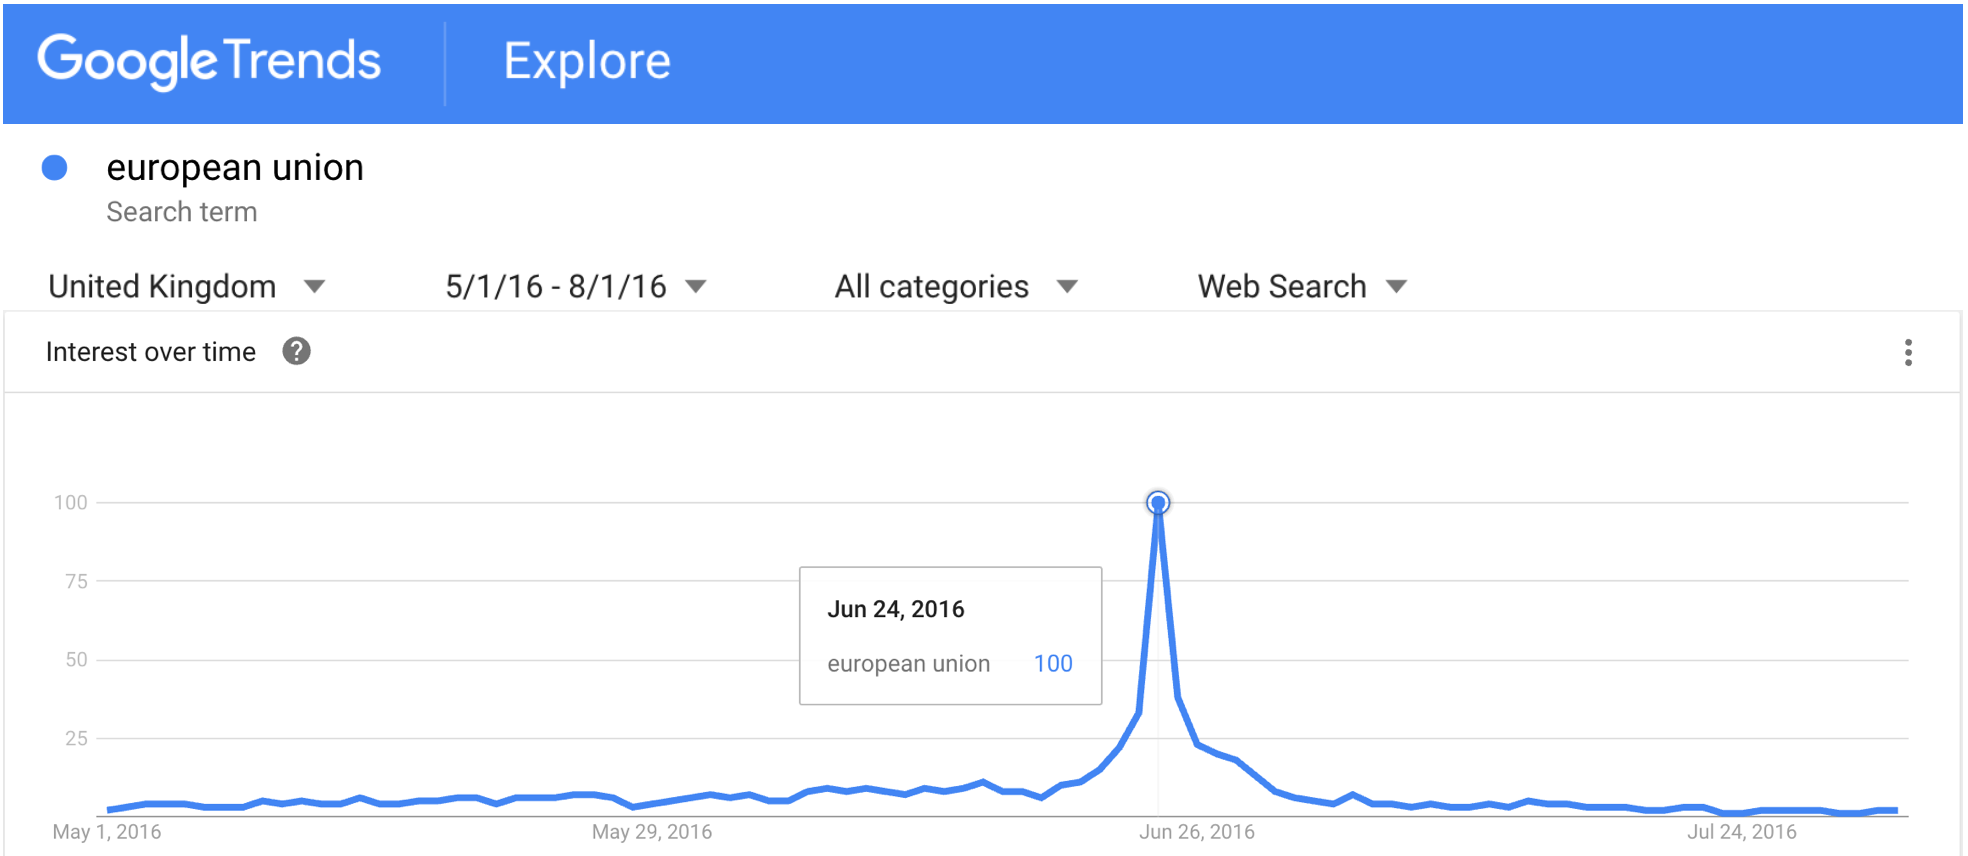 Google Trends Explore
european union
Search term
United Kingdom 5/1/16 - 8/1/16 All categories Web Search
Interest over time ?
100
75
Jun 24, 2016
50
european union 100
25
May 1, 2016 May 29, 2016 Jun 26, 2016 Jul 24, 2016